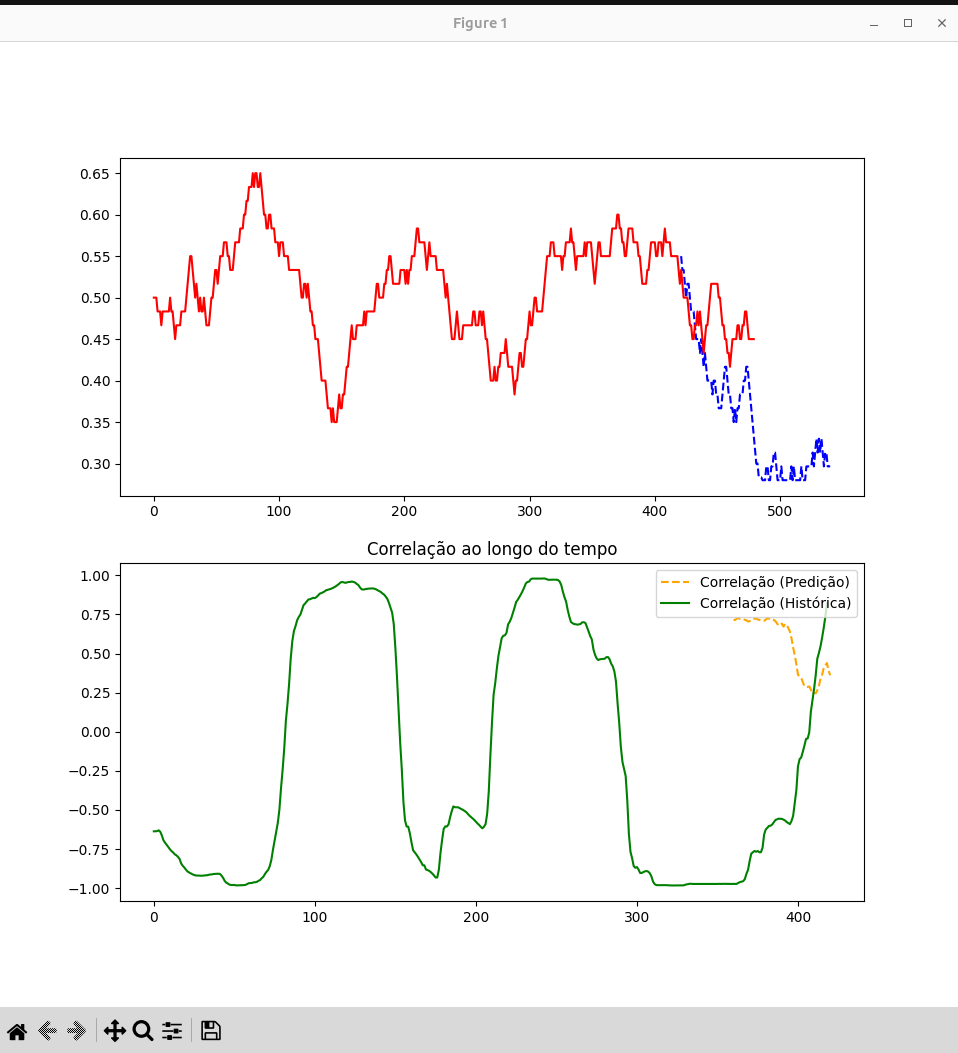 Figure 1
0.65
0.60
0.55
0.50
0.45
0.40
0.35
0.30
0 100 200 300 400 500
Correlação ao longo do tempo
Correlação (Predição)
Correlação (Histórica)
1.00
0.75
0.50
0.25
0.00
−0.25
−0.50
−0.75
−1.00
0 100 200 300 400